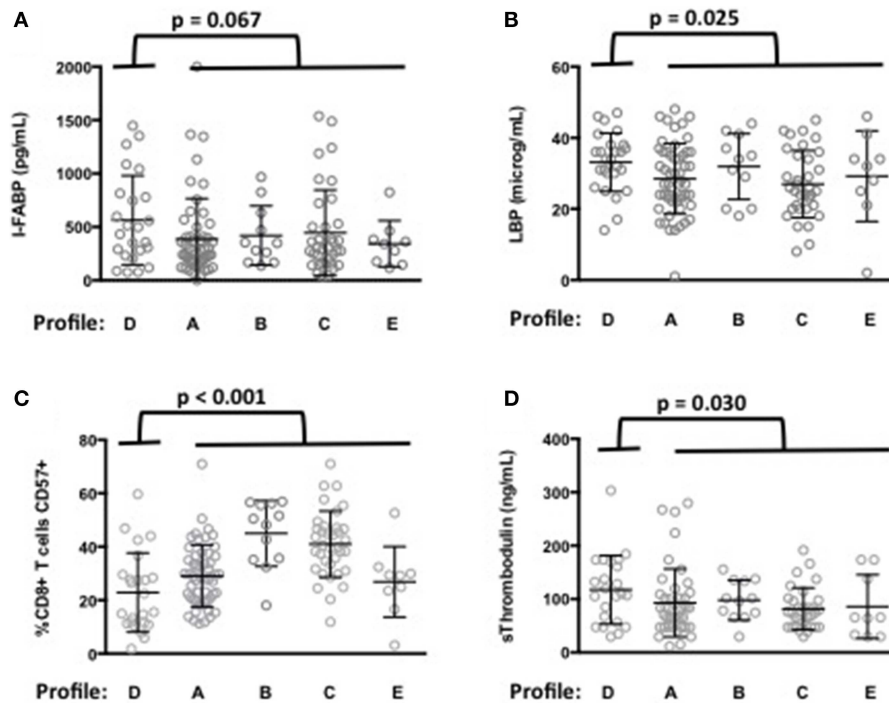 A
p = 0.067
I-FABP (pg/mL)
2000
1500
1000
500
0
Profile: D A B C E
B
p = 0.025
LBP (microg/mL)
60
40
20
0
Profile: D A B C E
C
p < 0.001
%CD8+ T cells CD57+
80
60
40
20
0
Profile: D A B C E
D
p = 0.030
sThrombodulin (ng/mL)
400
300
200
100
0
Profile: D A B C E